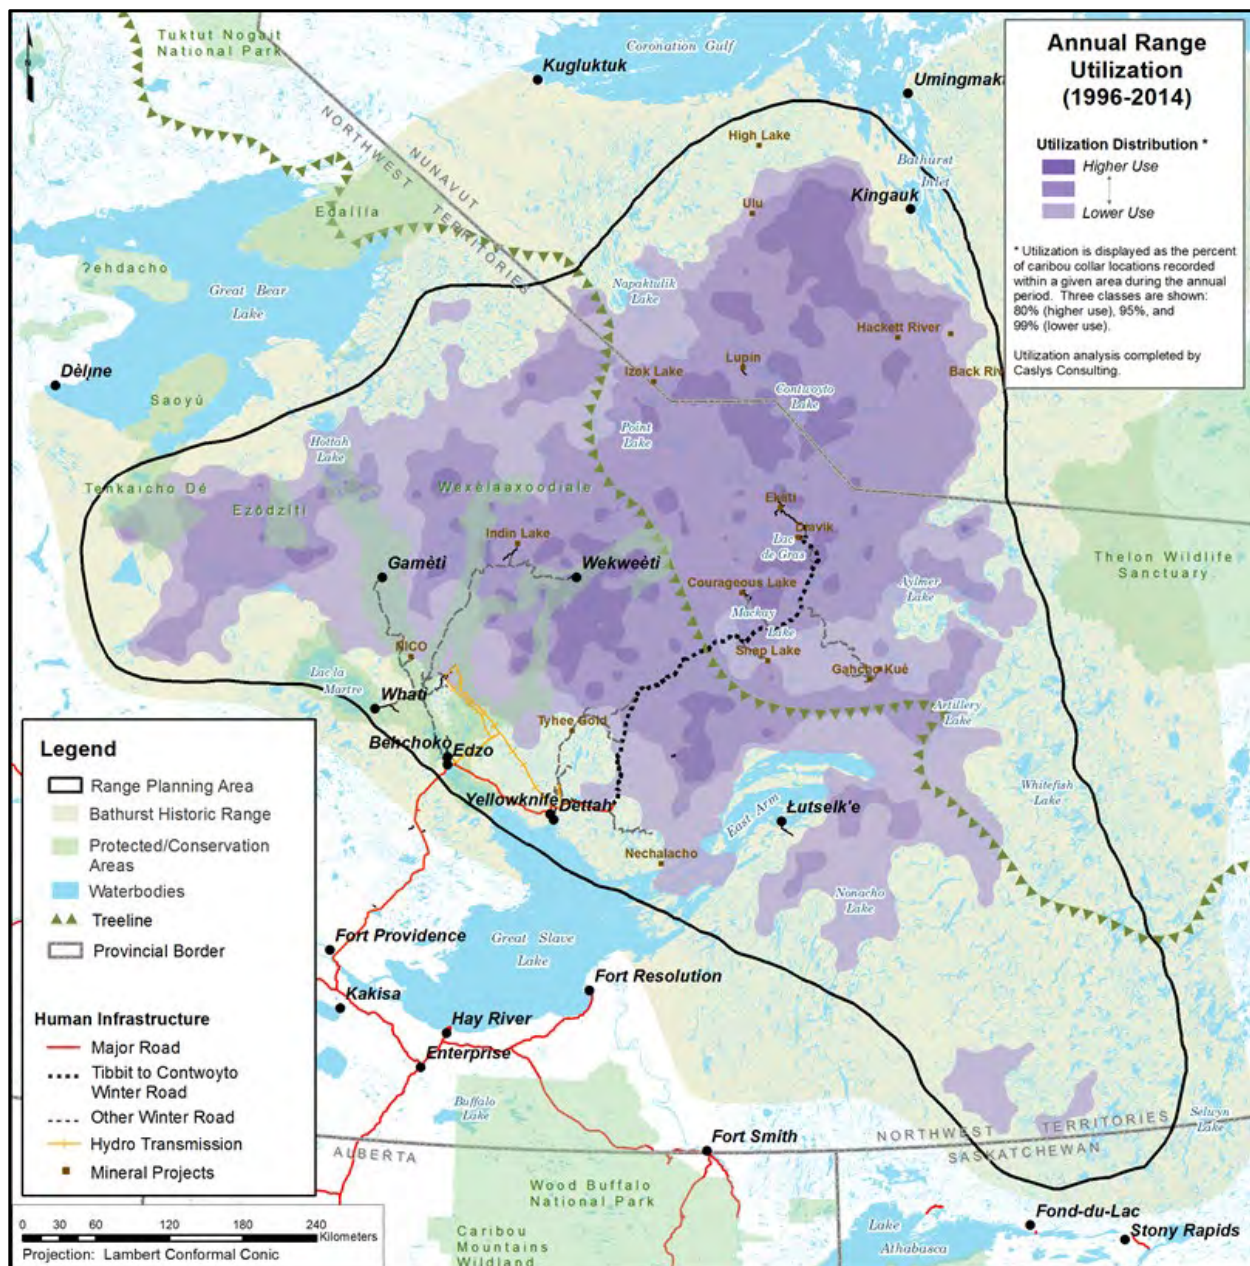 Tuktut Nogait
National Park
Coronation Gulf
Kugluktuk
Annual Range
Utilization
(1996-2014)
Utilization Distribution *
Higher Use
Lower Use
* Utilization is displayed as the percent
of caribou collar locations recorded
within a given area during the annual
period. Three classes are shown:
80% (higher use), 95%, and
99% (lower use).
Utilization analysis completed by
Caslys Consulting.
NORTHWEST TERRITORIES
NUNAVUT
High Lake
Bathurst
Inlet
Kingauk
Ulu
Edaiila
Ɂehdacho
Great Bear
Lake
Napaktulik
Lake
Hackett River
Lupin
Izok Lake
Contwoyto
Lake
Dèlı̨ne
Saoyú
Hottah
Lake
Point
Lake
Wexèlaaxoodiale
Ezǫ̀dzìtì
Ekati
Diavik
Lac
de Gras
Indin Lake
Gamètì
Wekweètì
Courageous Lake
Mackay
Lake
Aylmer
Lake
Thelon Wildlife
Sanctuary
NICO
Snap Lake
Gahcho Kué
Lac la
Martre
Whatì
Tyhee Gold
Artillery
Lake
Behchokò
Edzo
Yellowknife
Dettah
East Arm
Łutselk'e
Whitefish
Lake
Nechalacho
Nonacho
Lake
Great Slave
Lake
Fort Providence
Kakisa
Fort Resolution
Hay River
Enterprise
Buffalo
Lake
Fort Smith
NORTHWEST TERRITORIES
SASKATCHEWAN
ALBERTA
Selwyn
Lake
Wood Buffalo
National Park
Caribou
Mountains
Wildland
Lake
Athabasca
Fond-du-Lac
Stony Rapids
Legend
Range Planning Area
Bathurst Historic Range
Protected/Conservation
Areas
Waterbodies
Treeline
Provincial Border
Human Infrastructure
Major Road
Tibbit to Contwoyto
Winter Road
Other Winter Road
Hydro Transmission
Mineral Projects
0 30 60 120 180 240
Kilometers
Projection: Lambert Conformal Conic